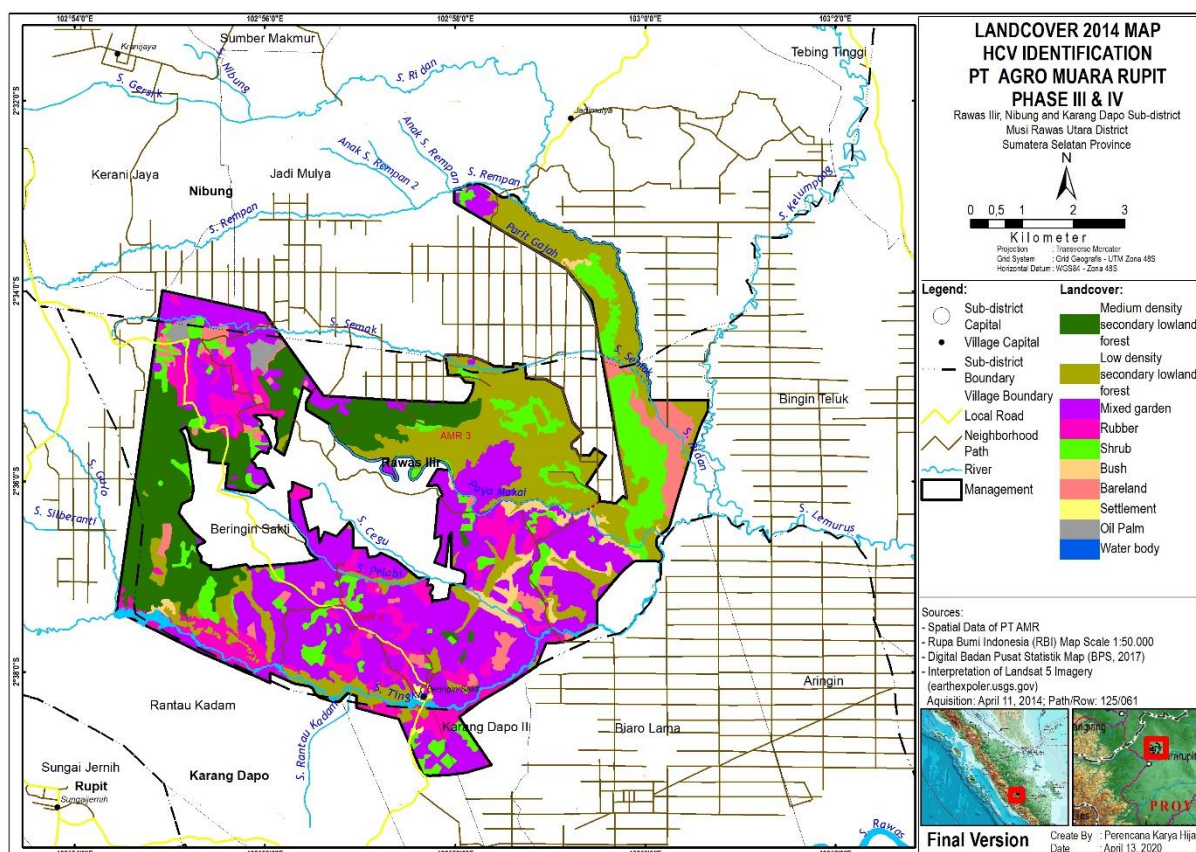 102°54'0"E
102°56'0"E
102°58'0"E
103°0'0"E
103°2'0"E
2°32'0"S
2°34'0"S
2°36'0"S
2°38'0"S
Kranijaya
Sumber Makmur
Tebing Tinggi
S. Nibung
S. Gersik
S. Ridan
Jadimulya
Anak S. Rempan
Anak S. Rempan 2
S. Rempan
S. Kelumpang
Kerani Jaya
Jadi Mulya
Nibung
S. Rempan
Parit Gajah
S. Semak
S. Semak
Bingin Teluk
AMR 3
S. Ridan
Rawas Ilir
Paya Makai
S. Silberanti
Beringin Sakti
S. Cegu
S. Lemurus
S. Pelabi
Aringin
Rantau Kadam
Karang Dapo II
Biaro Lama
S. Rantau Kadam
Karang Dapo
Sungai Jernih
Rupit
Sungaijernih
S. Rawas
LANDCOVER 2014 MAP
HCV IDENTIFICATION
PT AGRO MUARA RUPIT
PHASE III & IV
Rawas Ilir, Nibung and Karang Dapo Sub-district
Musi Rawas Utara District
Sumatera Selatan Province
N
0 0,5 1 2 3
Kilometer
Projection : Transverse Mercator
Grid System : Grid Geografis - UTM Zona 48S
Horizontal Datum : WGS84 - Zona 48S
Legend:
Sub-district
Capital
Village Capital
Sub-district
Boundary
Village Boundary
Local Road
Neighborhood
Path
River
Management
Landcover:
Medium density
secondary lowland
forest
Low density
secondary lowland
forest
Mixed garden
Rubber
Shrub
Bush
Bareland
Settlement
Oil Palm
Water body
Sources:
- Spatial Data of PT AMR
- Rupa Bumi Indonesia (RBI) Map Scale 1:50.000
- Digital Badan Pusat Statistik Map (BPS, 2017)
- Interpretation of Landsat 5 Imagery
(earthexpoler.usgs.gov)
Aquisition: April 11, 2014; Path/Row: 125/061
PROV
Final Version
Create By : Perencana Karya Hija
Date : April 13, 2020